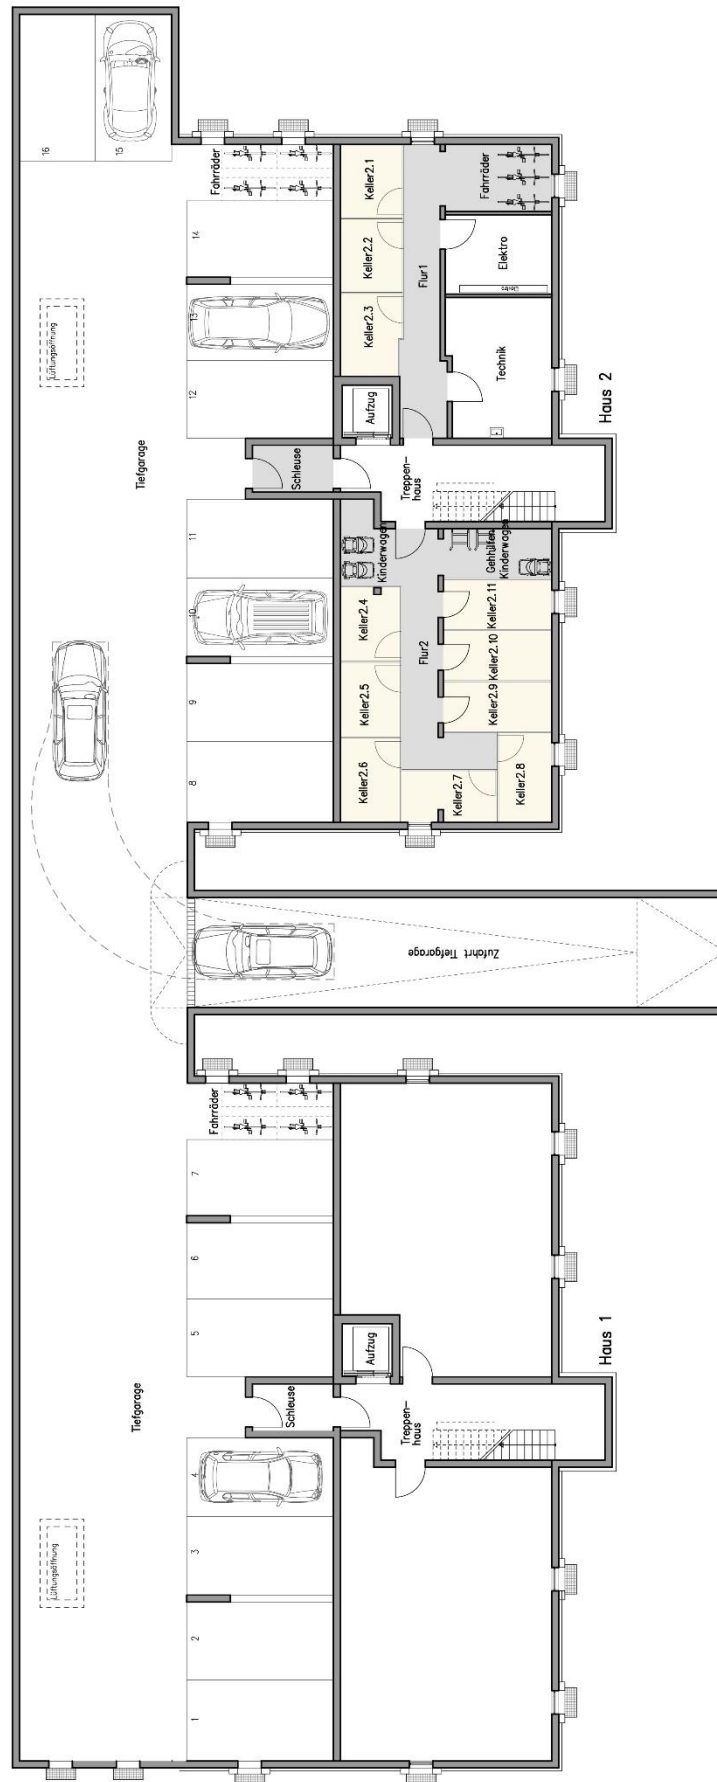 16
15
Lüftungsöffnung
Tiefgarage
Fahrräder
14
13
12
Schleuse
11
10
9
8
Keller2.1
Keller2.2
Keller2.3
Flur1
Fahrräder
Elektro
Elektro
Technik
Aufzug
Treppen-
haus
Haus 2
Kinderwagen
Gehhilfen
Kinderwagen
Keller2.4
Keller2.5
Keller2.6
Flur2
Keller2.7
Keller2.8
Keller2.9
Keller2.10
Keller2.11
Zufahrt Tiefgarage
Fahrräder
7
6
5
Schleuse
4
3
2
1
Tiefgarage
Lüftungsöffnung
Aufzug
Treppen-
haus
Haus 1